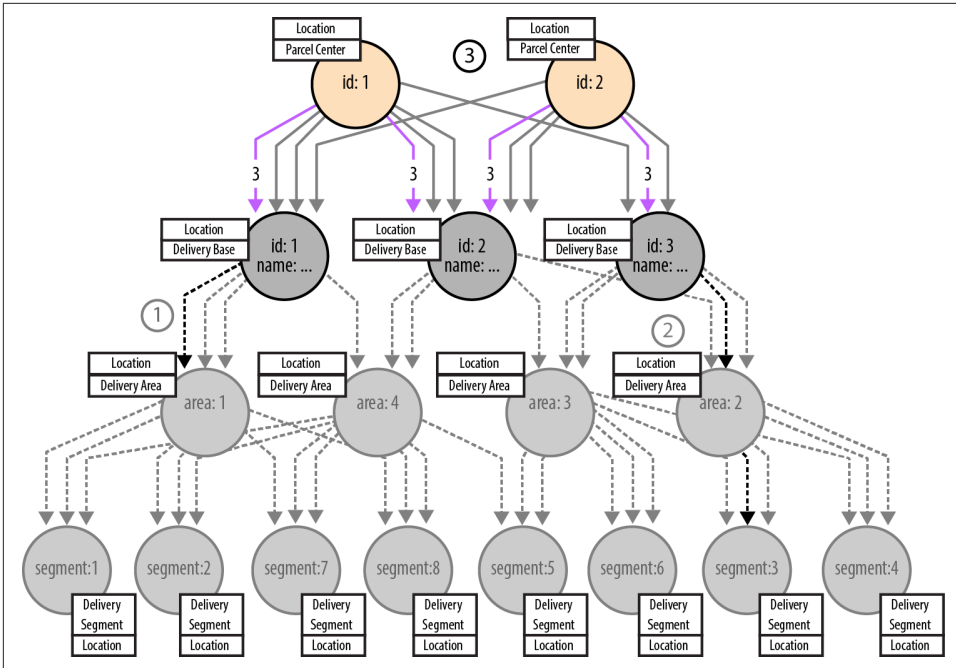 Location
Parcel Center
id: 1
3
Location
Parcel Center
id: 2
3
3
3
3
Location
Delivery Base
id: 1
name: ...
Location
Delivery Base
id: 2
name: ...
Location
Delivery Base
id: 3
name: ...
1
2
Location
Delivery Area
area: 1
Location
Delivery Area
area: 4
Location
Delivery Area
area: 3
Location
Delivery Area
area: 2
segment:1
segment:2
segment:7
segment:8
segment:5
segment:6
segment:3
segment:4
Delivery
Segment
Location
Delivery
Segment
Location
Delivery
Segment
Location
Delivery
Segment
Location
Delivery
Segment
Location
Delivery
Segment
Location
Delivery
Segment
Location
Delivery
Segment
Location